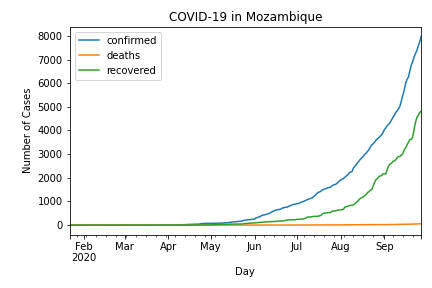 COVID-19 in Mozambique
confirmed
deaths
recovered
Number of Cases
8000
7000
6000
5000
4000
3000
2000
1000
0
Feb Mar Apr May Jun Jul Aug Sep
2020
Day